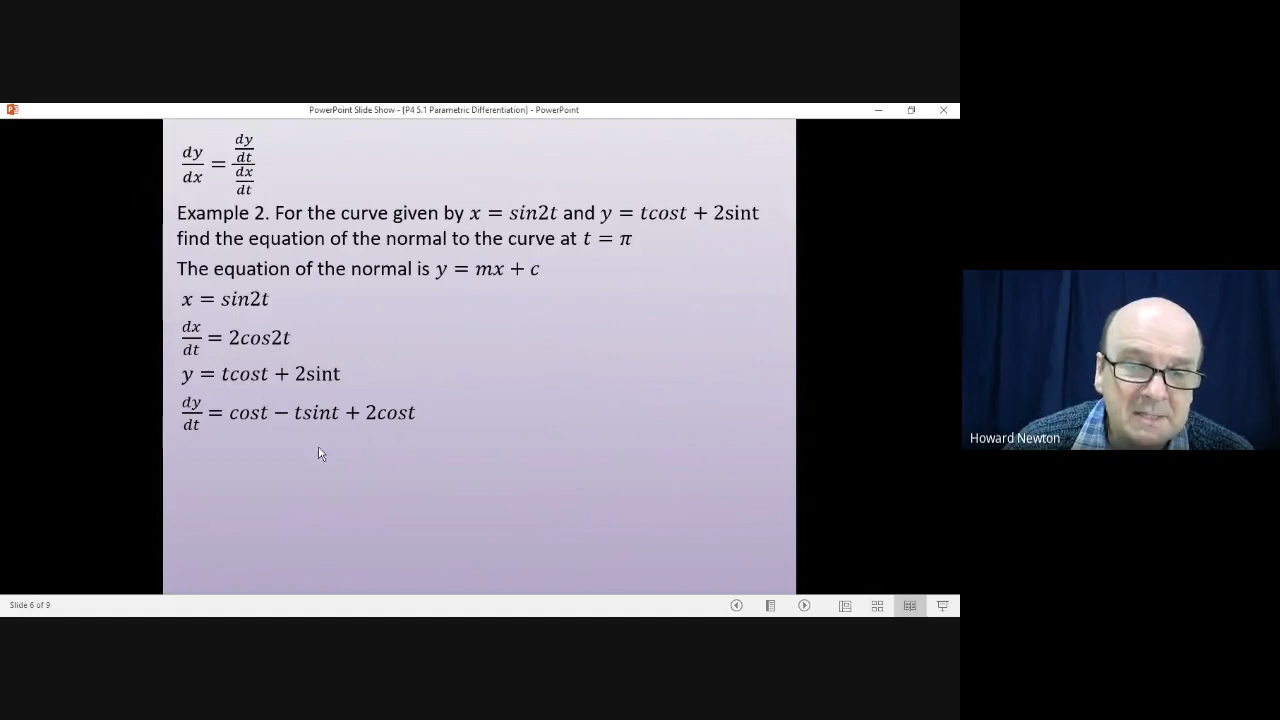 PowerPoint Slide Show - [P4 5.1 Parametric Differentiation] - PowerPoint
dy/dx = (dy/dt)/(dx/dt)
Example 2. For the curve given by x = sin2t and y = tcost + 2sint
find the equation of the normal to the curve at t = π
The equation of the normal is y = mx + c
x = sin2t
dx/dt = 2cos2t
y = tcost + 2sint
dy/dt = cost − tsint + 2cost
Howard Newton
Slide 6 of 9